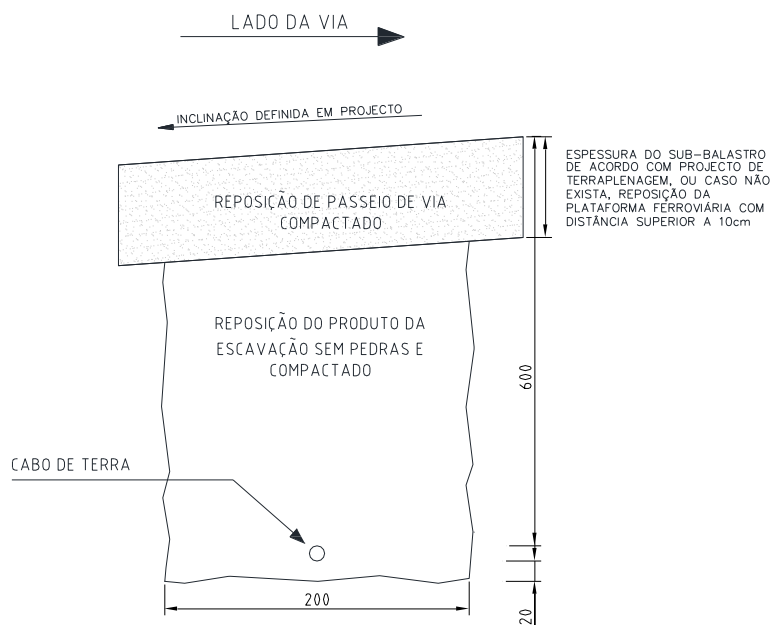 LADO DA VIA
INCLINAÇÃO DEFINIDA EM PROJECTO
REPOSIÇÃO DE PASSEIO DE VIA
COMPACTADO
ESPESSURA DO SUB-BALASTRO
DE ACORDO COM PROJECTO DE
TERRAPLENAGEM, OU CASO NÃO
EXISTA, REPOSIÇÃO DA
PLATAFORMA FERROVIÁRIA COM
DISTÂNCIA SUPERIOR A 10cm
REPOSIÇÃO DO PRODUTO DA
ESCAVAÇÃO SEM PEDRAS E
COMPACTADO
600
CABO DE TERRA
200
20